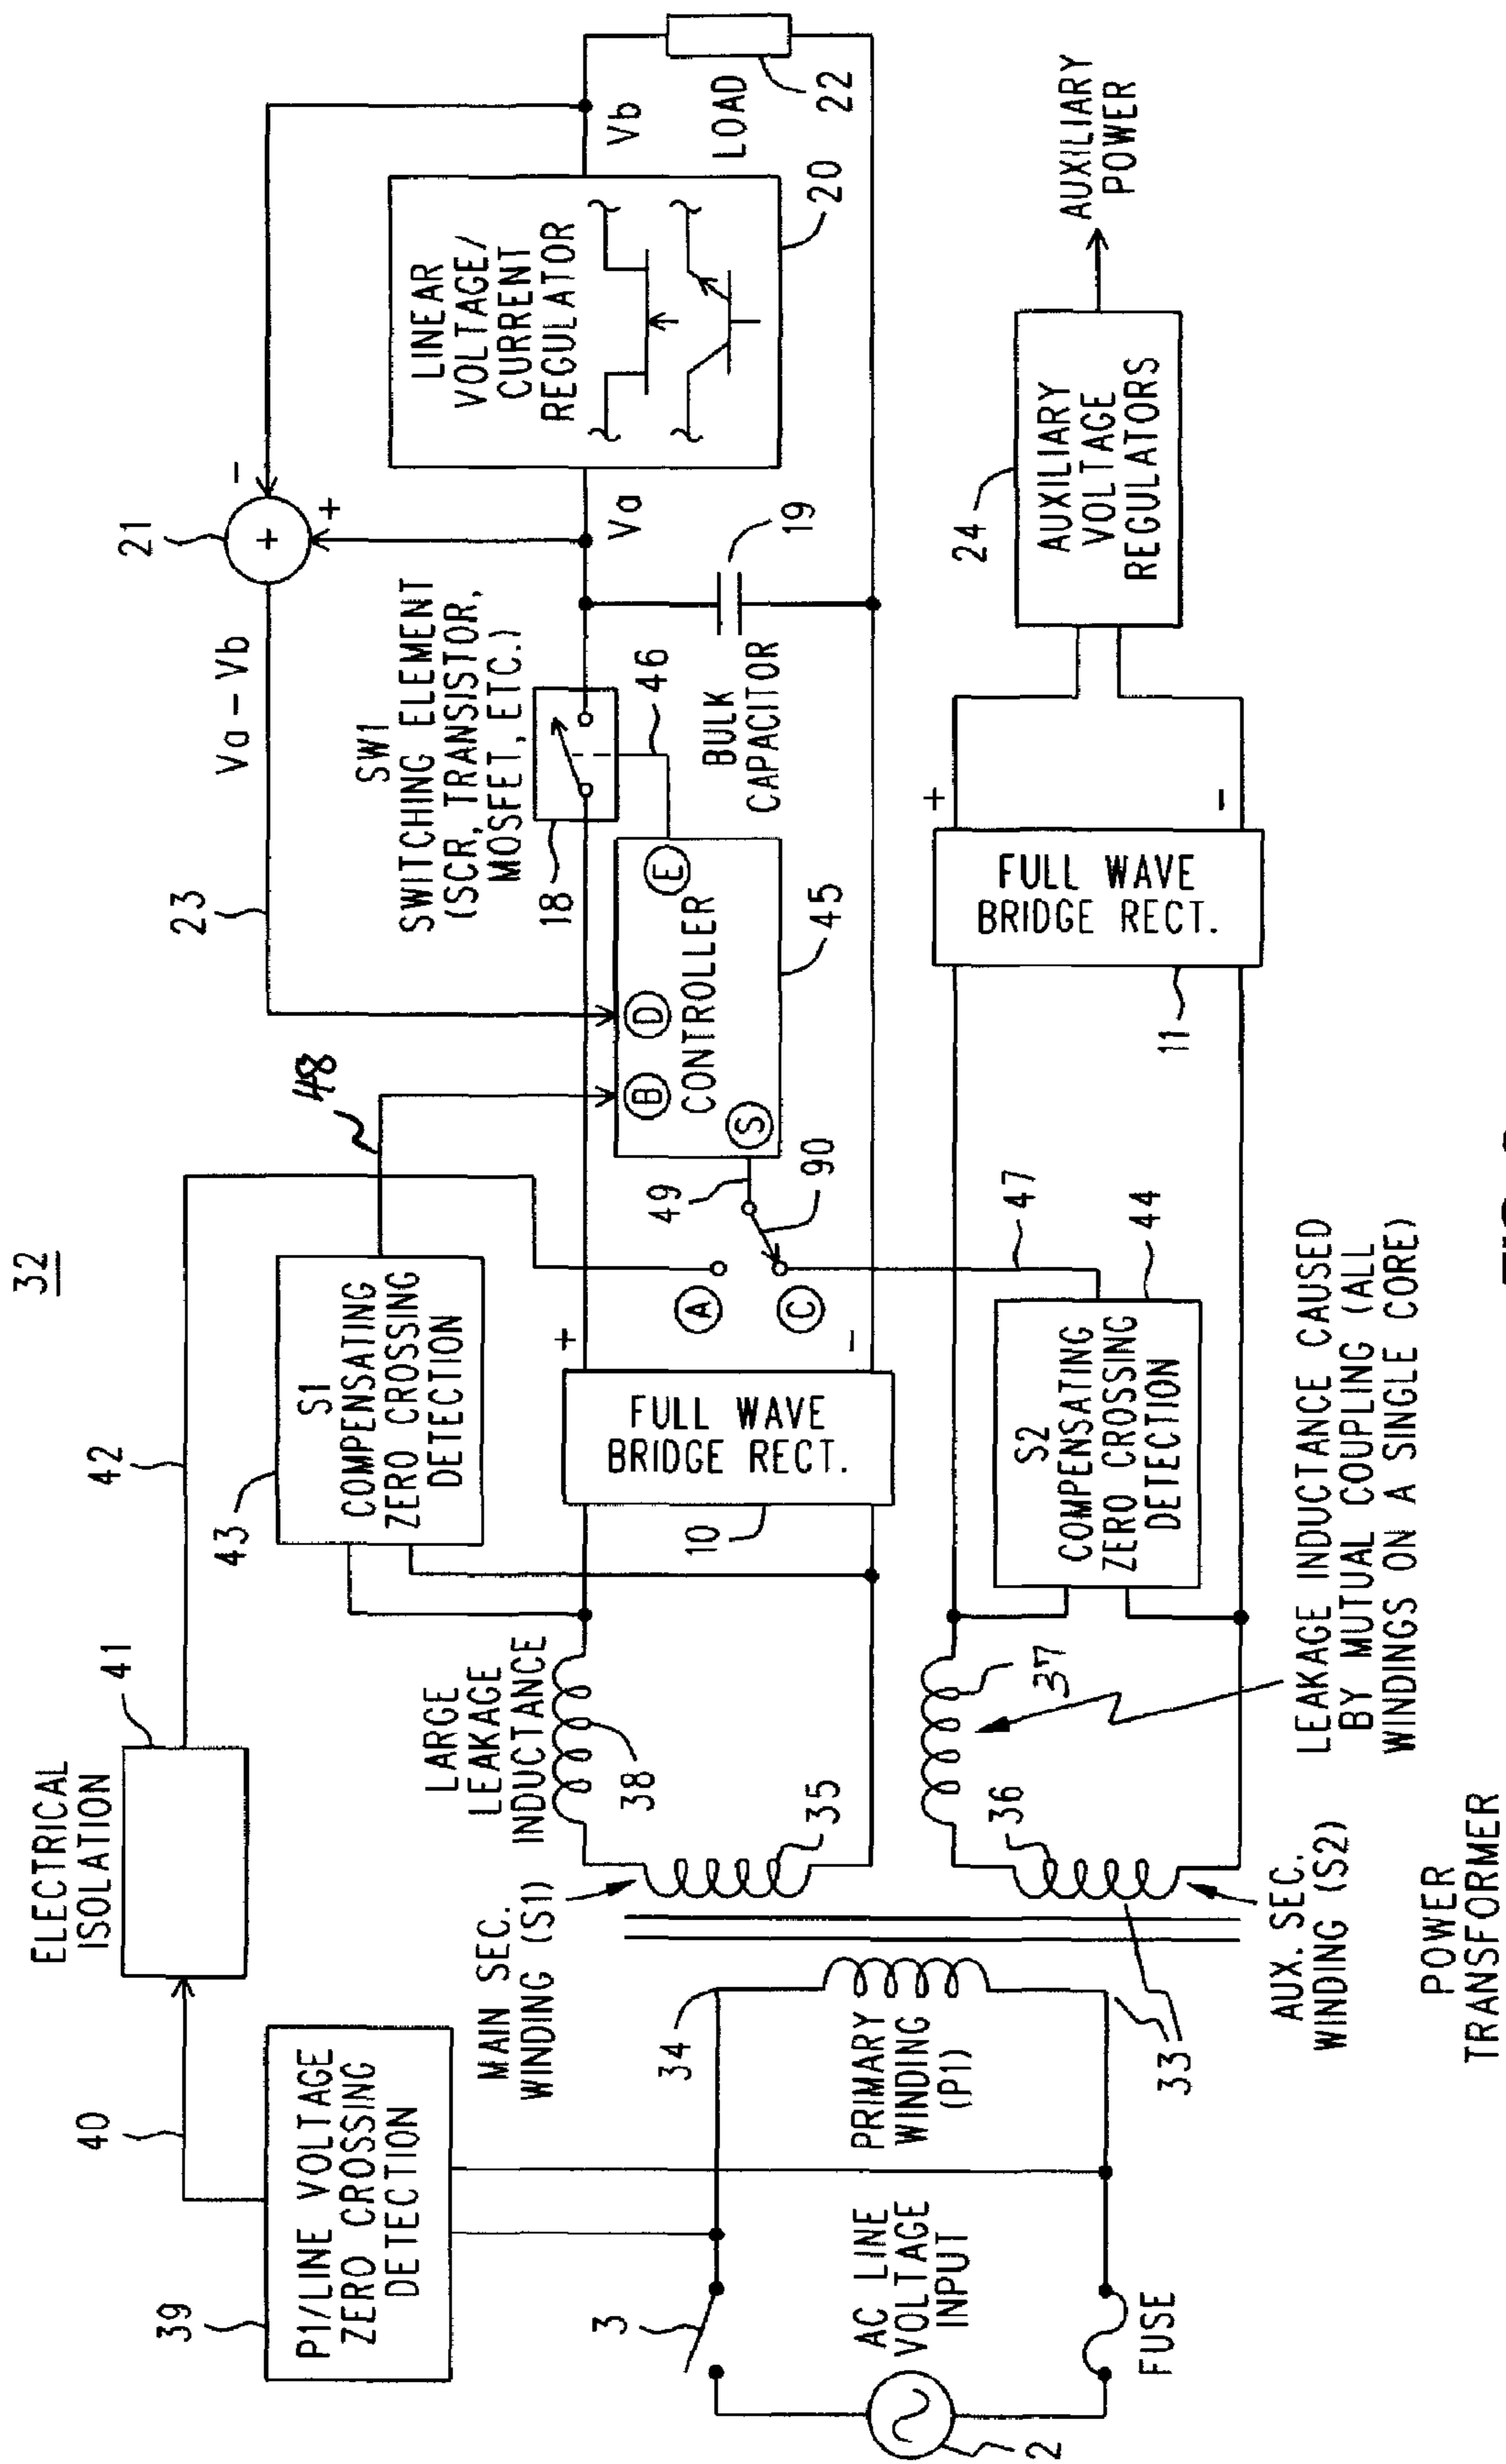 32
ELECTRICAL
ISOLATION
41
40
42
P1/LINE VOLTAGE
ZERO CROSSING
DETECTION
39
43
S1
COMPENSATING
ZERO CROSSING
DETECTION
48
23
Va-Vb
21
+
-
+
SW1
SWITCHING ELEMENT
(SCR, TRANSISTOR,
MOSFET, ETC.)
18
46
LINEAR
VOLTAGE/
CURRENT
REGULATOR
20
Va
Vb
LOAD
22
19
BULK
CAPACITOR
B
D
E
S
CONTROLLER
45
49
90
A
C
LARGE
LEAKAGE
INDUCTANCE
38
MAIN SEC.
WINDING (S1)
35
FULL WAVE
BRIDGE RECT.
10
+
-
3
AC LINE
VOLTAGE
INPUT
2
FUSE
34
PRIMARY
WINDING
(P1)
33
36
37
AUX. SEC.
WINDING (S2)
S2
COMPENSATING
ZERO CROSSING
DETECTION
44
47
FULL WAVE
BRIDGE RECT.
11
+
-
24
AUXILIARY
VOLTAGE
REGULATORS
AUXILIARY
POWER
LEAKAGE INDUCTANCE CAUSED
BY MUTUAL COUPLING (ALL
WINDINGS ON A SINGLE CORE)
POWER
TRANSFORMER